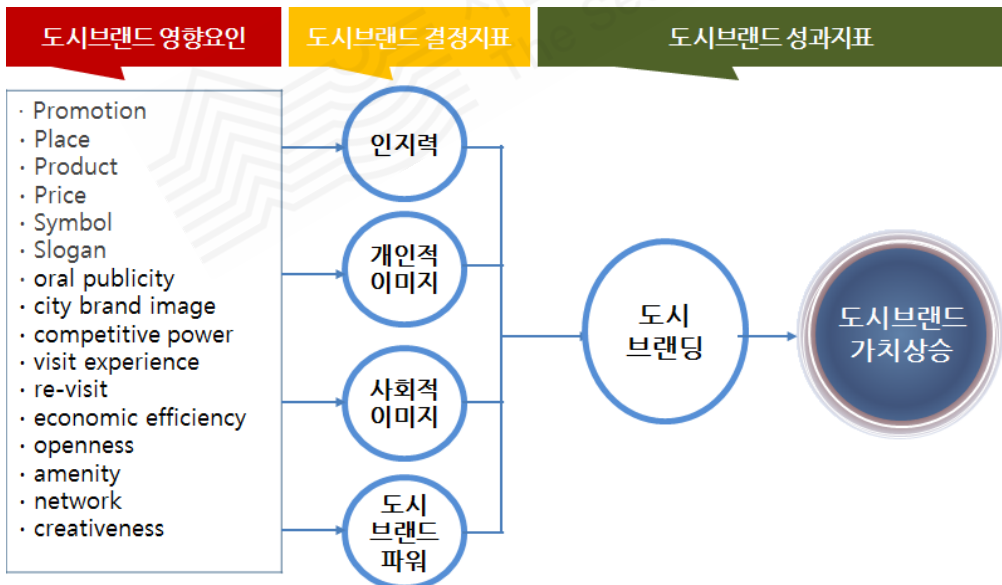 도시브랜드 영향요인
도시브랜드 결정지표
도시브랜드 성과지표
· Promotion
· Place
· Product
· Price
· Symbol
· Slogan
· oral publicity
· city brand image
· competitive power
· visit experience
· re-visit
· economic efficiency
· openness
· amenity
· network
· creativeness
인지력
개인적
이미지
사회적
이미지
도시
브랜드
파워
도시
브랜딩
도시브랜드
가치상승